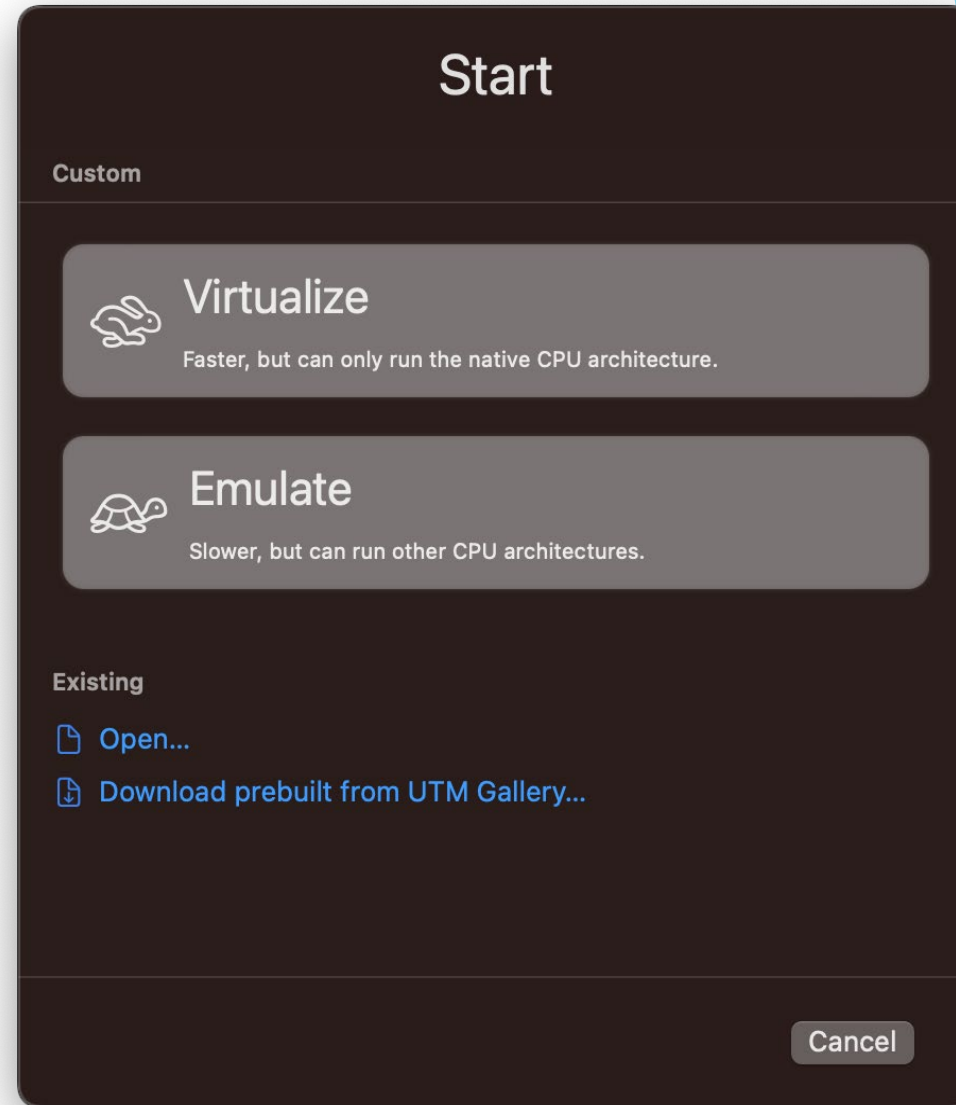 Start
Custom
Virtualize
Faster, but can only run the native CPU architecture.
Emulate
Slower, but can run other CPU architectures.
Existing
Open...
Download prebuilt from UTM Gallery...
Cancel